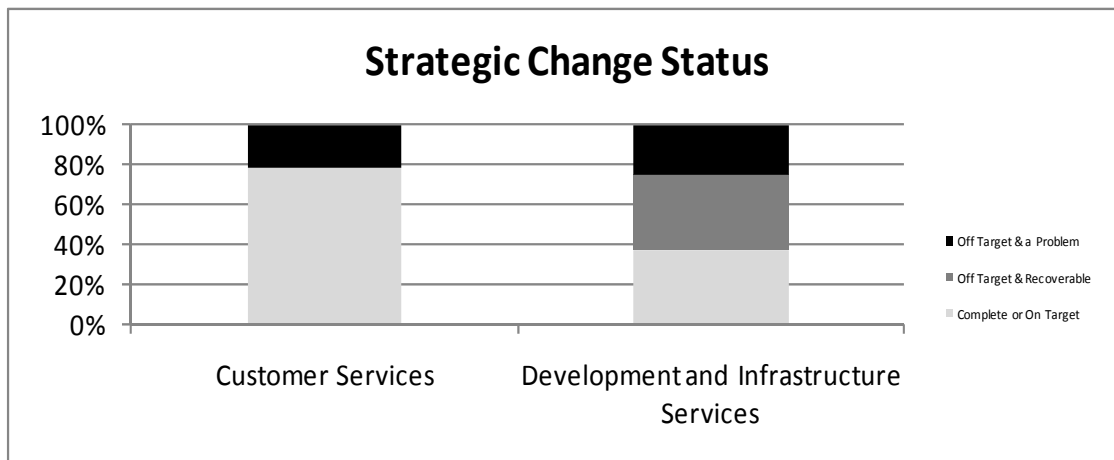 Strategic Change Status
100%
80%
60%
40%
20%
0%
Customer Services
Development and Infrastructure
Services
Off Target & a Problem
Off Target & Recoverable
Complete or On Target